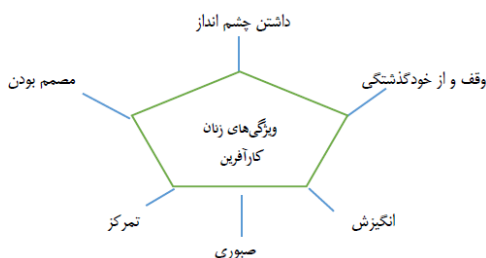 داشتن چشم انداز
وقف و از خودگذشتگی
مصمم بودن
ویژگی‌های زنان
کارآفرین
انگیزش
تمرکز
صبوری